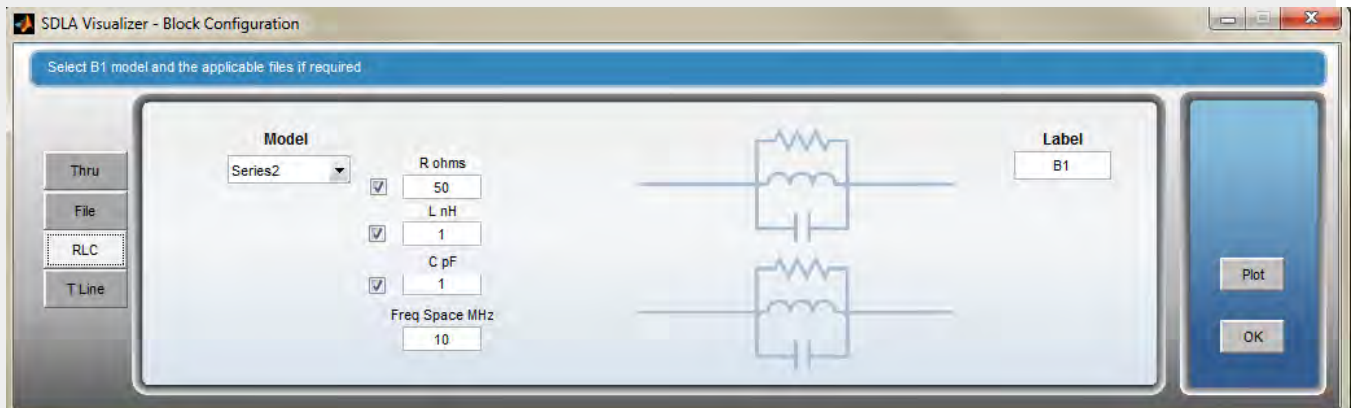 SDLA Visualizer - Block Configuration
Select B1 model and the applicable files if required
Thru
File
RLC
T Line
Model
Series2
R ohms
50
L nH
1
C pF
1
Freq Space MHz
10
Label
B1
Plot
OK